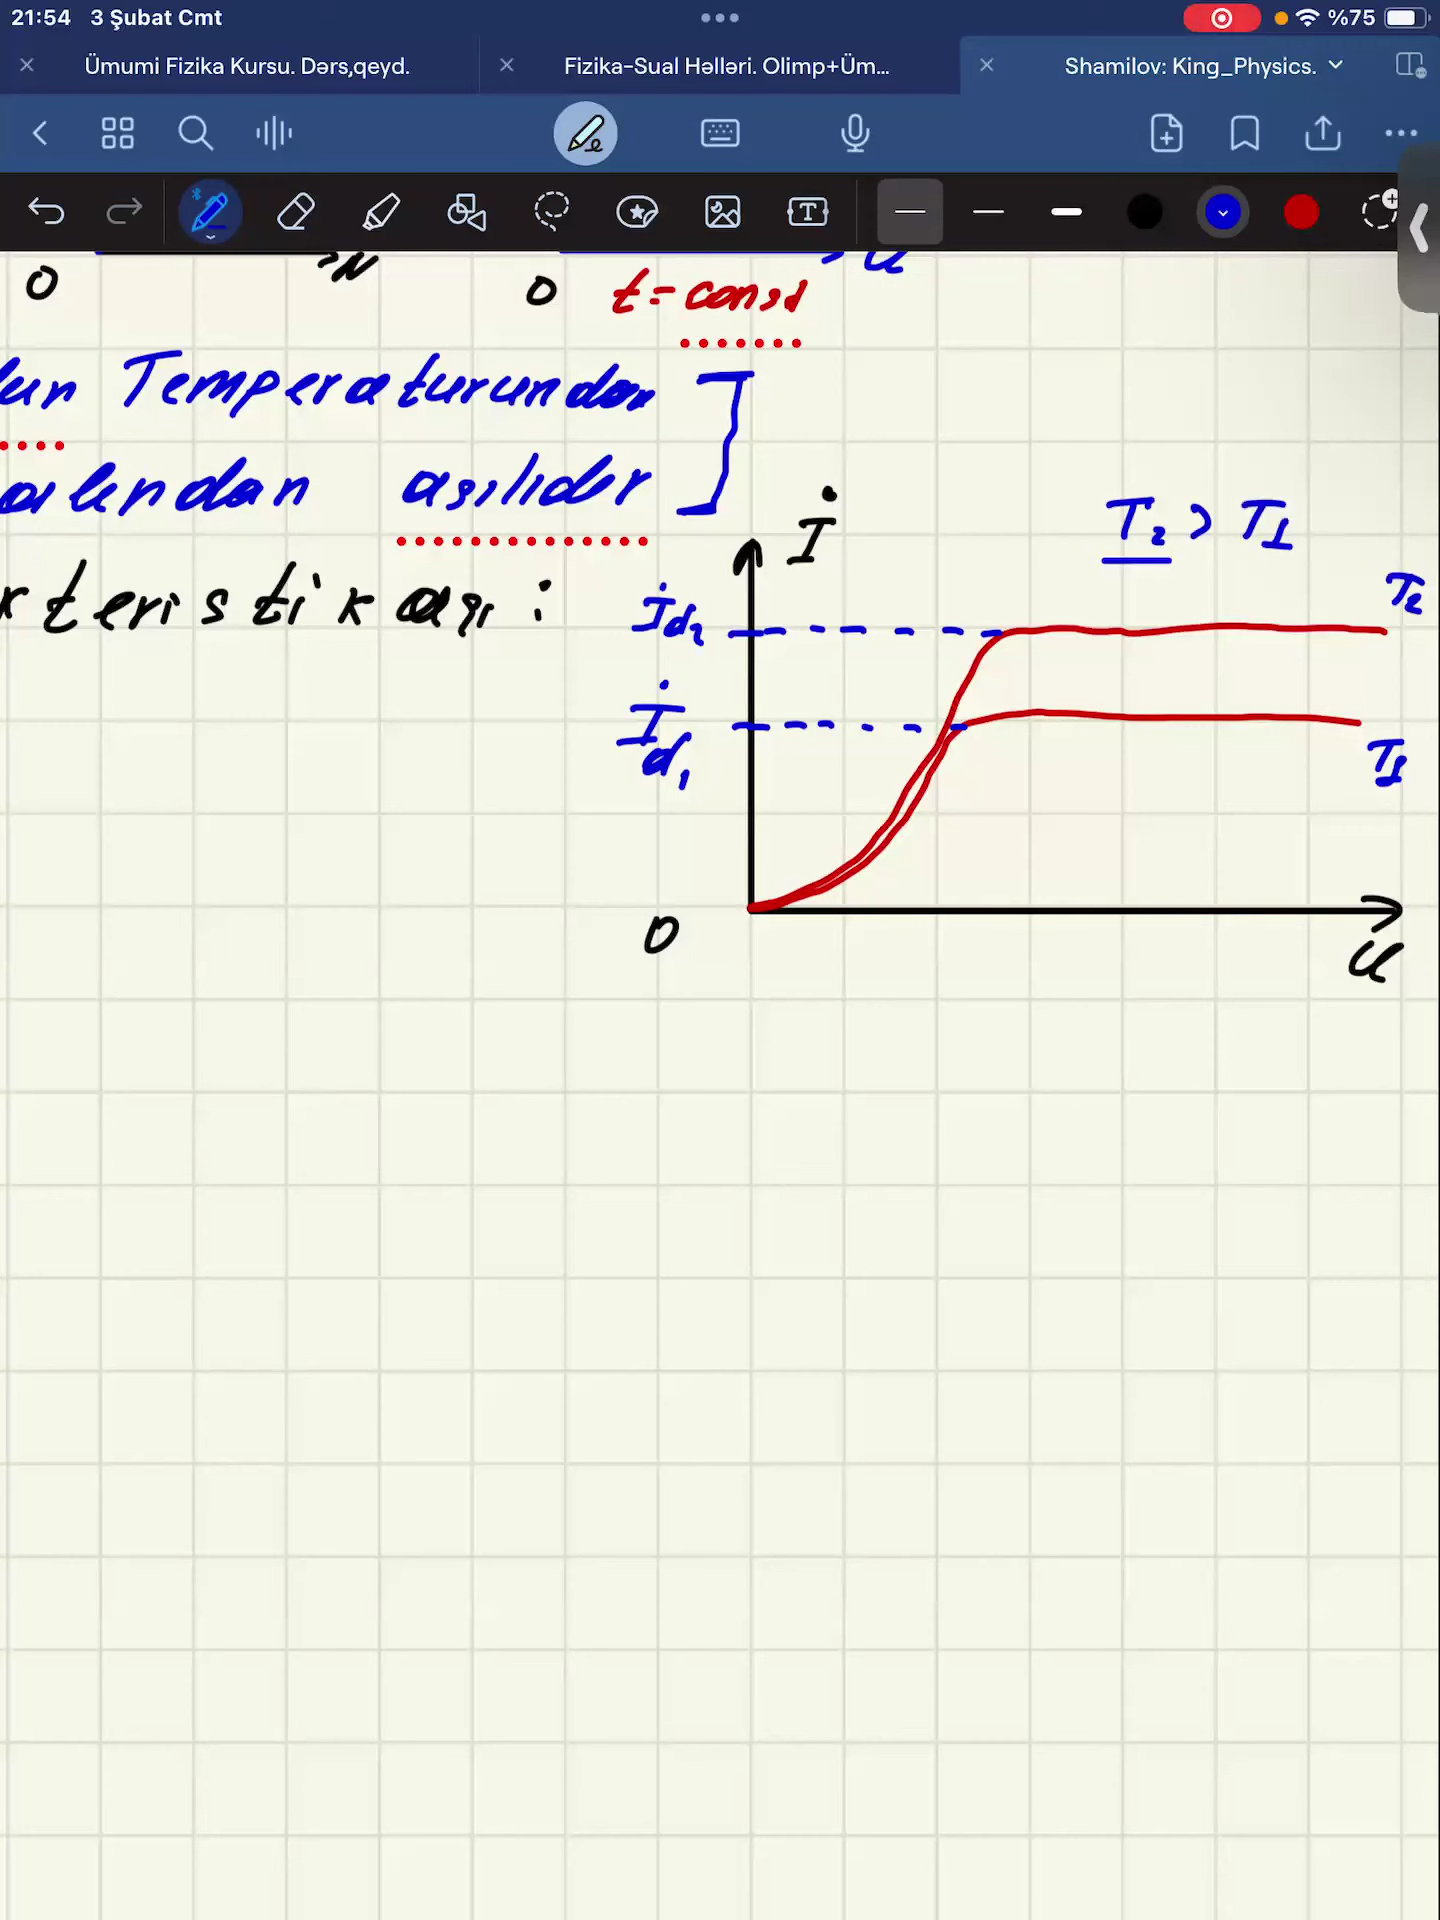 21:54 3 Şubat Cmt %75
Ümumi Fizika Kursu. Dərs,qeyd. Fizika-Sual Həlləri. Olimp+Üm... Shamilov: King_Physics.
0 N 0 U
t=const
Temperaturundan
asılıdır
İ
T₂ > T1
kteristikası:
İd₂
T₂
İd₁
T1
0
U